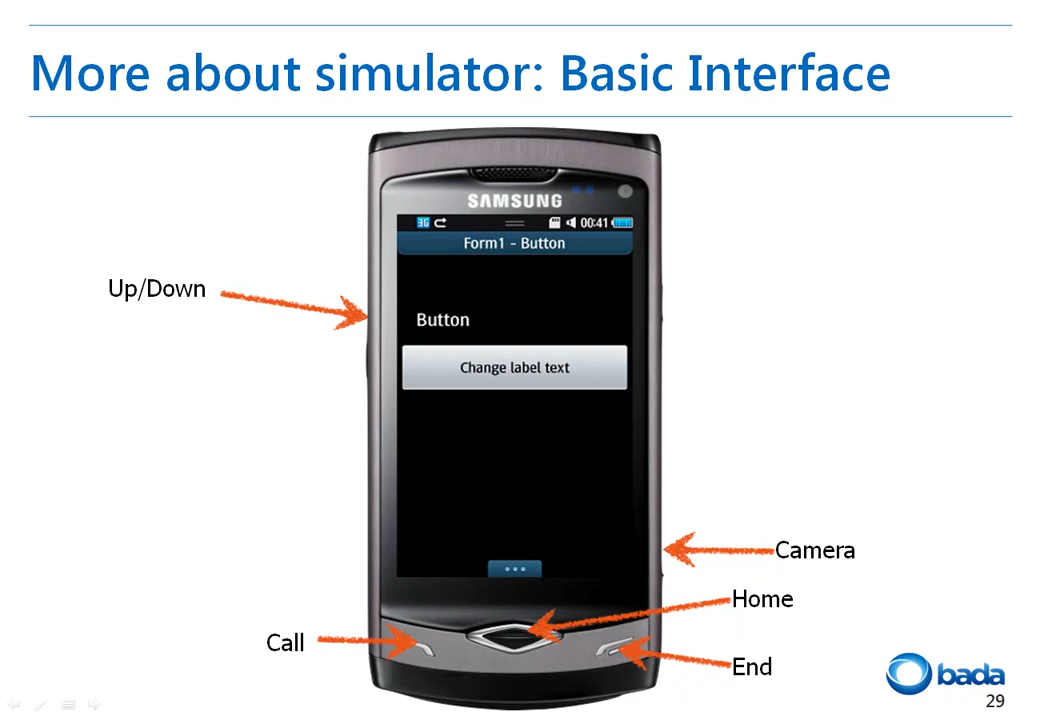 More about simulator: Basic Interface
SAMSUNG
3G 00:41
Form1 - Button
Up/Down
Button
Change label text
Camera
Home
Call
End
bada
29